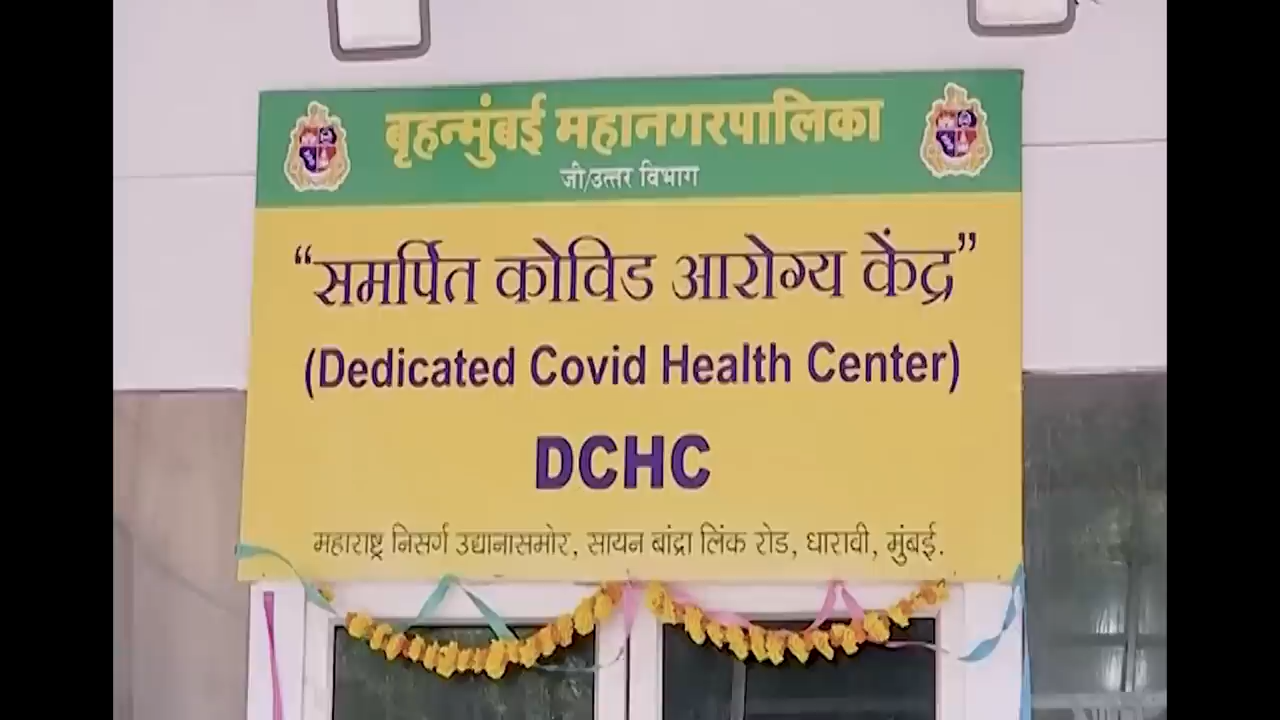 बृहन्मुंबई महानगरपालिका
जी/उत्तर विभाग
“समर्पित कोविड आरोग्य केंद्र”
(Dedicated Covid Health Center)
DCHC
महाराष्ट्र निसर्ग उद्यानासमोर, सायन बांद्रा लिंक रोड, धारावी, मुंबई.